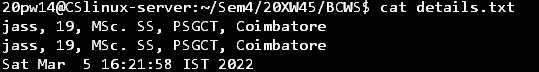 20pw14@CSlinux-server:~/Sem4/20XW45/BCWS$ cat details.txt
jass, 19, MSc. SS, PSGCT, Coimbatore
jass, 19, MSc. SS, PSGCT, Coimbatore
Sat Mar  5 16:21:58 IST 2022